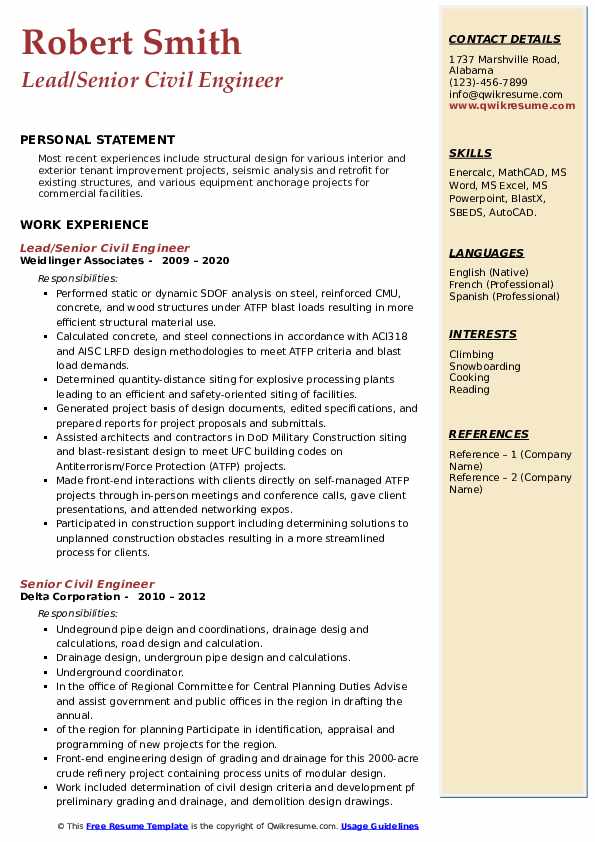 Robert Smith
Lead/Senior Civil Engineer
PERSONAL STATEMENT
Most recent experiences include structural design for various interior and
exterior tenant improvement projects, seismic analysis and retrofit for
existing structures, and various equipment anchorage projects for
commercial facilities.
WORK EXPERIENCE
Lead/Senior Civil Engineer
Weidlinger Associates - 2009 – 2020
Responsibilities:
▪ Performed static or dynamic SDOF analysis on steel, reinforced CMU,
concrete, and wood structures under ATFP blast loads resulting in more
efficient structural material use.
▪ Calculated concrete, and steel connections in accordance with ACI318
and AISC LRFD design methodologies to meet ATFP criteria and blast
load demands.
▪ Determined quantity-distance siting for explosive processing plants
leading to an efficient and safety-oriented siting of facilities.
▪ Generated project basis of design documents, edited specifications, and
prepared reports for project proposals and submittals.
▪ Assisted architects and contractors in DoD Military Construction siting
and blast-resistant design to meet UFC building codes on
Antiterrorism/Force Protection (ATFP) projects.
▪ Made front-end interactions with clients directly on self-managed ATFP
projects through in-person meetings and conference calls, gave client
presentations, and attended networking expos.
▪ Participated in construction support including determining solutions to
unplanned construction obstacles resulting in a more streamlined
process for clients.
Senior Civil Engineer
Delta Corporation - 2010 – 2012
Responsibilities:
▪ Undeground pipe deign and coordinations, drainage desig and
calculations, road design and calculation.
▪ Drainage design, undergroun pipe design and calculations.
▪ Underground coordinator.
▪ In the office of Regional Committee for Central Planning Duties Advise
and assist government and public offices in the region in drafting the
annual.
▪ of the region for planning Participate in identification, appraisal and
programming of new projects for the region.
▪ Front-end engineering design of grading and drainage for this 2000-acre
crude refinery project containing process units of modular design.
▪ Work included determination of civil design criteria and development pf
preliminary grading and drainage, and demolition design drawings.
CONTACT DETAILS
1737 Marshville Road,
Alabama
(123)-456-7899
info@qwikresume.com
www.qwikresume.com
SKILLS
Enercalc, MathCAD, MS
Word, MS Excel, MS
Powerpoint, BlastX,
SBEDS, AutoCAD.
LANGUAGES
English (Native)
French (Professional)
Spanish (Professional)
INTERESTS
Climbing
Snowboarding
Cooking
Reading
REFERENCES
Reference – 1 (Company
Name)
Reference – 2 (Company
Name)
© This Free Resume Template is the copyright of Qwikresume.com. Usage Guidelines